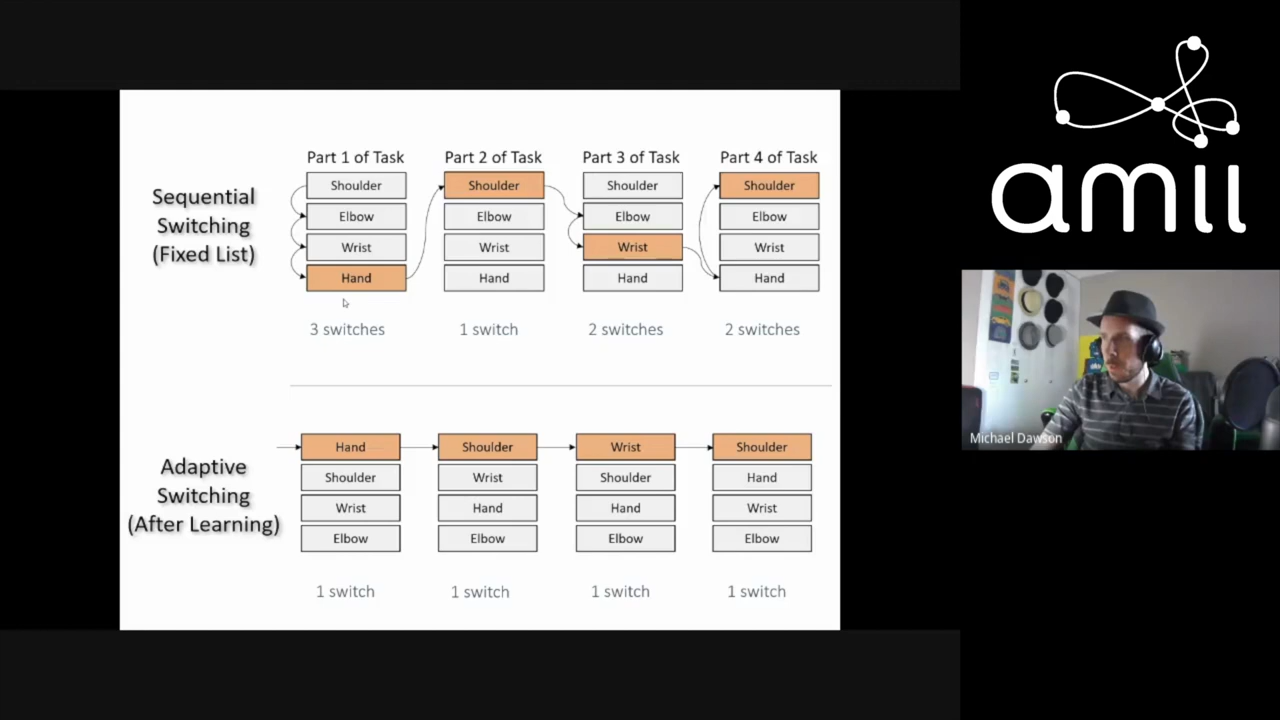 Part 1 of Task
Part 2 of Task
Part 3 of Task
Part 4 of Task
Sequential
Switching
(Fixed List)
Shoulder
Elbow
Wrist
Hand
Shoulder
Elbow
Wrist
Hand
Shoulder
Elbow
Wrist
Hand
Shoulder
Elbow
Wrist
Hand
3 switches
1 switch
2 switches
2 switches
Adaptive
Switching
(After Learning)
Hand
Shoulder
Wrist
Elbow
Shoulder
Wrist
Hand
Elbow
Wrist
Shoulder
Hand
Elbow
Shoulder
Hand
Wrist
Elbow
1 switch
1 switch
1 switch
1 switch
amii
Michael Dawson